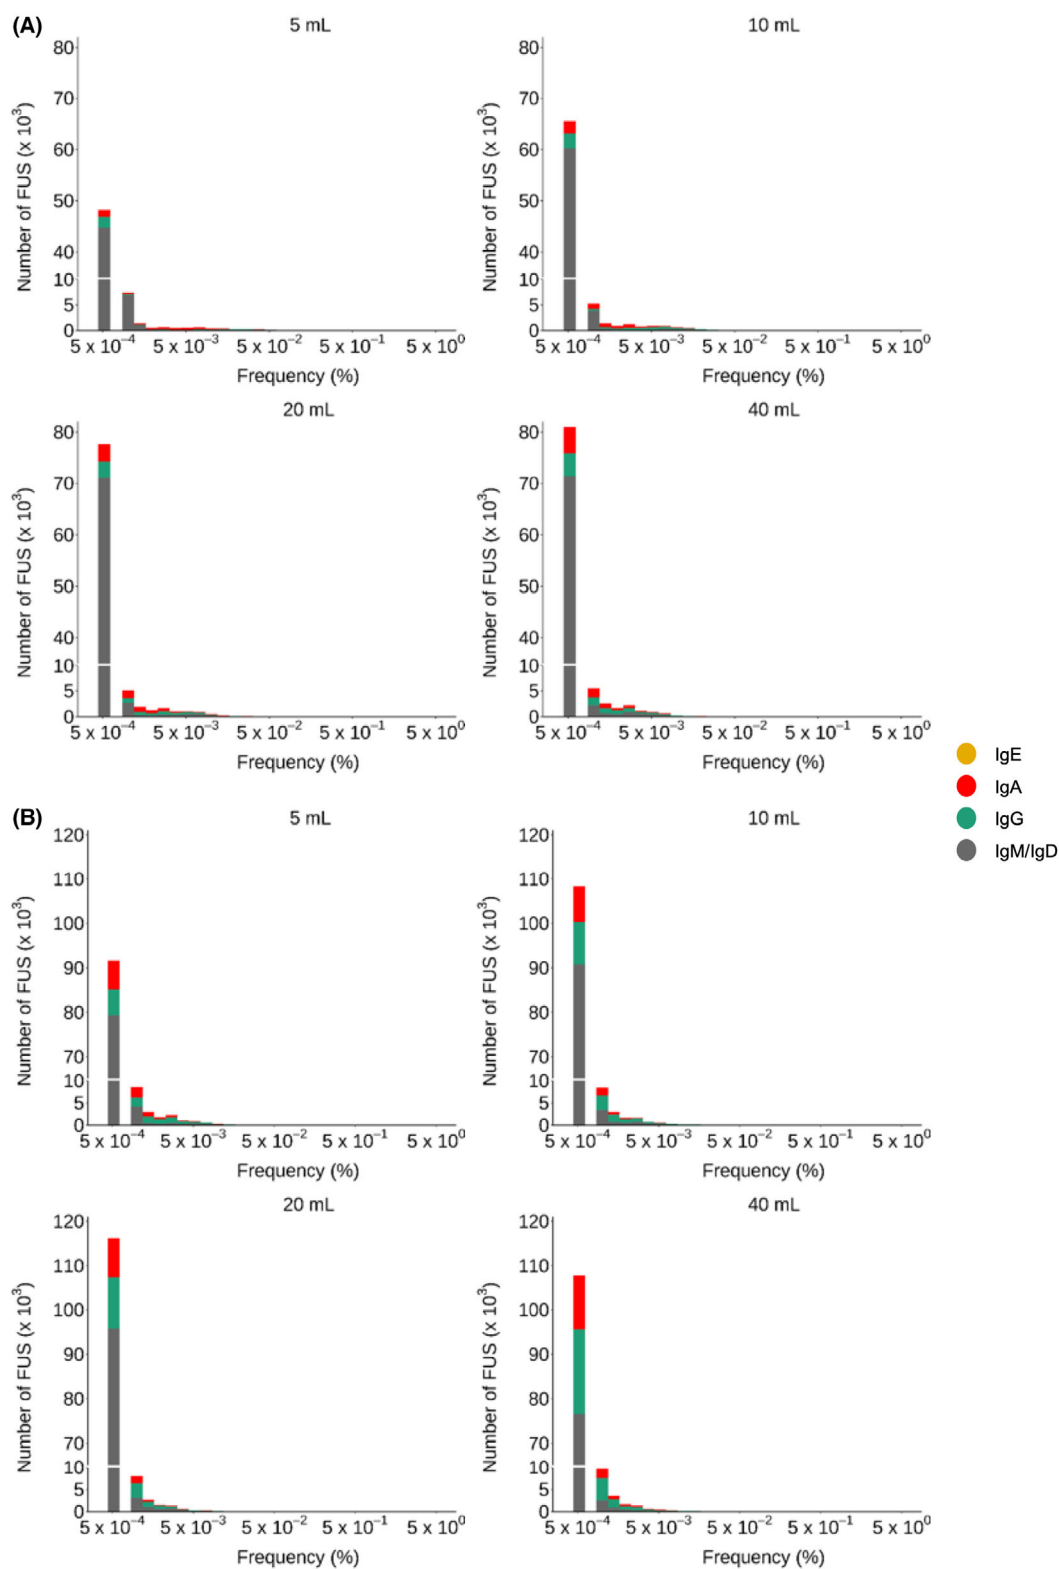 (A)
5 mL
80
70
60
50
40
10
5
0
Number of FUS (x 10³)
5 x 10⁻⁴ 5 x 10⁻³ 5 x 10⁻² 5 x 10⁻¹ 5 x 10⁰
Frequency (%)
10 mL
80
70
60
50
40
10
5
0
Number of FUS (x 10³)
5 x 10⁻⁴ 5 x 10⁻³ 5 x 10⁻² 5 x 10⁻¹ 5 x 10⁰
Frequency (%)
20 mL
80
70
60
50
40
10
5
0
Number of FUS (x 10³)
5 x 10⁻⁴ 5 x 10⁻³ 5 x 10⁻² 5 x 10⁻¹ 5 x 10⁰
Frequency (%)
40 mL
80
70
60
50
40
10
5
0
Number of FUS (x 10³)
5 x 10⁻⁴ 5 x 10⁻³ 5 x 10⁻² 5 x 10⁻¹ 5 x 10⁰
Frequency (%)
IgE
IgA
IgG
IgM/IgD
(B)
5 mL
120
110
100
90
80
70
10
5
0
Number of FUS (x 10³)
5 x 10⁻⁴ 5 x 10⁻³ 5 x 10⁻² 5 x 10⁻¹ 5 x 10⁰
Frequency (%)
10 mL
120
110
100
90
80
70
10
5
0
Number of FUS (x 10³)
5 x 10⁻⁴ 5 x 10⁻³ 5 x 10⁻² 5 x 10⁻¹ 5 x 10⁰
Frequency (%)
20 mL
120
110
100
90
80
70
10
5
0
Number of FUS (x 10³)
5 x 10⁻⁴ 5 x 10⁻³ 5 x 10⁻² 5 x 10⁻¹ 5 x 10⁰
Frequency (%)
40 mL
120
110
100
90
80
70
10
5
0
Number of FUS (x 10³)
5 x 10⁻⁴ 5 x 10⁻³ 5 x 10⁻² 5 x 10⁻¹ 5 x 10⁰
Frequency (%)